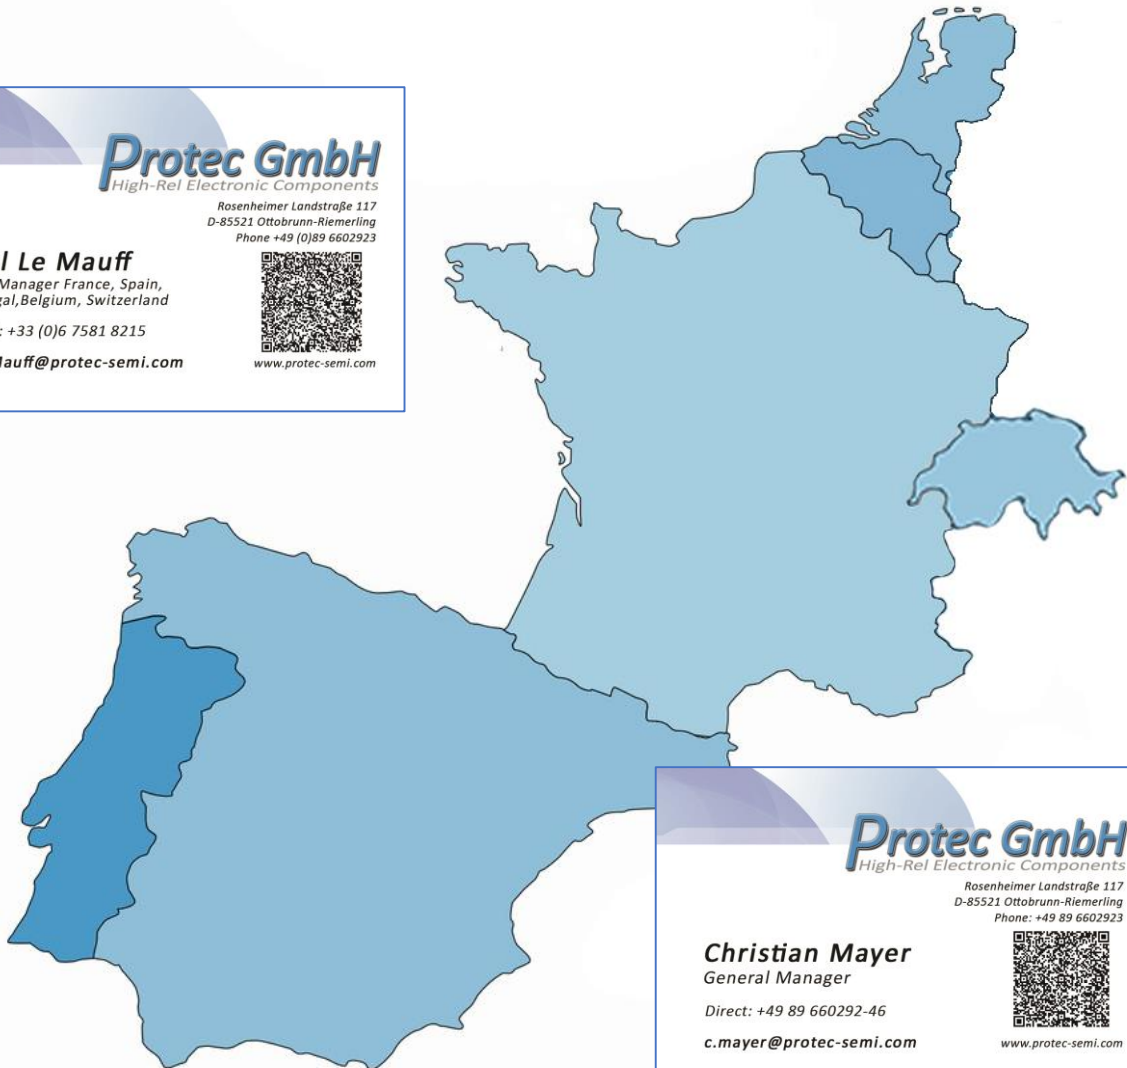 Protec GmbH
High-Rel Electronic Components
Rosenheimer Landstraße 117
D-85521 Ottobrunn-Riemerling
Phone +49 (0)89 6602923
l Le Mauff
Manager France, Spain,
gal,Belgium, Switzerland
: +33 (0)6 7581 8215
Mauff@protec-semi.com
www.protec-semi.com
Protec GmbH
High-Rel Electronic Components
Rosenheimer Landstraße 117
D-85521 Ottobrunn-Riemerling
Phone: +49 89 6602923
Christian Mayer
General Manager
Direct: +49 89 660292-46
c.mayer@protec-semi.com
www.protec-semi.com